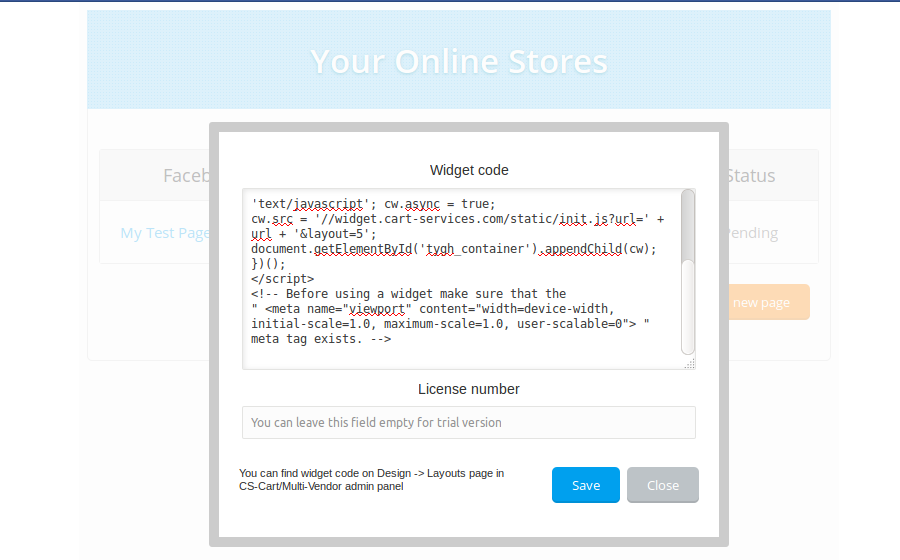 Your Online Stores
Widget code
Faceb
Status
'text/javascript'; cw.async = true;
cw.src = '//widget.cart-services.com/static/init.js?url=' +
url + '&layout=5';
document.getElementById('tygh_container').appendChild(cw);
})();
</script>
<!-- Before using a widget make sure that the
" <meta name="viewport" content="width=device-width,
initial-scale=1.0, maximum-scale=1.0, user-scalable=0"> "
meta tag exists. -->
My Test Page
ending
new page
License number
You can leave this field empty for trial version
You can find widget code on Design -> Layouts page in
CS-Cart/Multi-Vendor admin panel
Save
Close